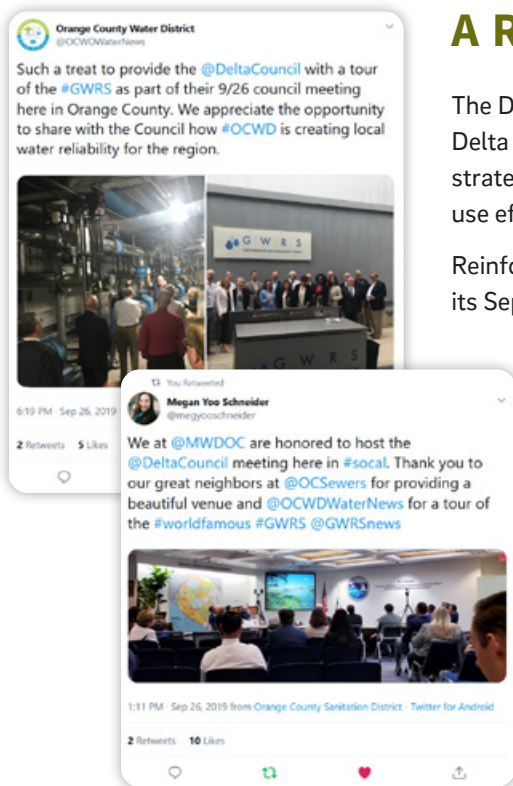 Orange County Water District
@OCWDWaterNews
Such a treat to provide the @DeltaCouncil with a tour
of the #GWRS as part of their 9/26 council meeting
here in Orange County. We appreciate the opportunity
to share with the Council how #OCWD is creating local
water reliability for the region.
GWRS
GWRS
6:19 PM · Sep 26, 2019
2 Retweets 5 Likes
You Retweeted
Megan Yoo Schneider
@megyooschneider
We at @MWDOC are honored to host the
@DeltaCouncil meeting here in #socal. Thank you to
our great neighbors at @OCSewers for providing a
beautiful venue and @OCWDWaterNews for a tour of
the #worldfamous #GWRS @GWRSnews
1:11 PM · Sep 26, 2019 from Orange County Sanitation District · Twitter for Android
2 Retweets 10 Likes
A R
The D
Delta
strate
use ef
Reinfo
its Sep